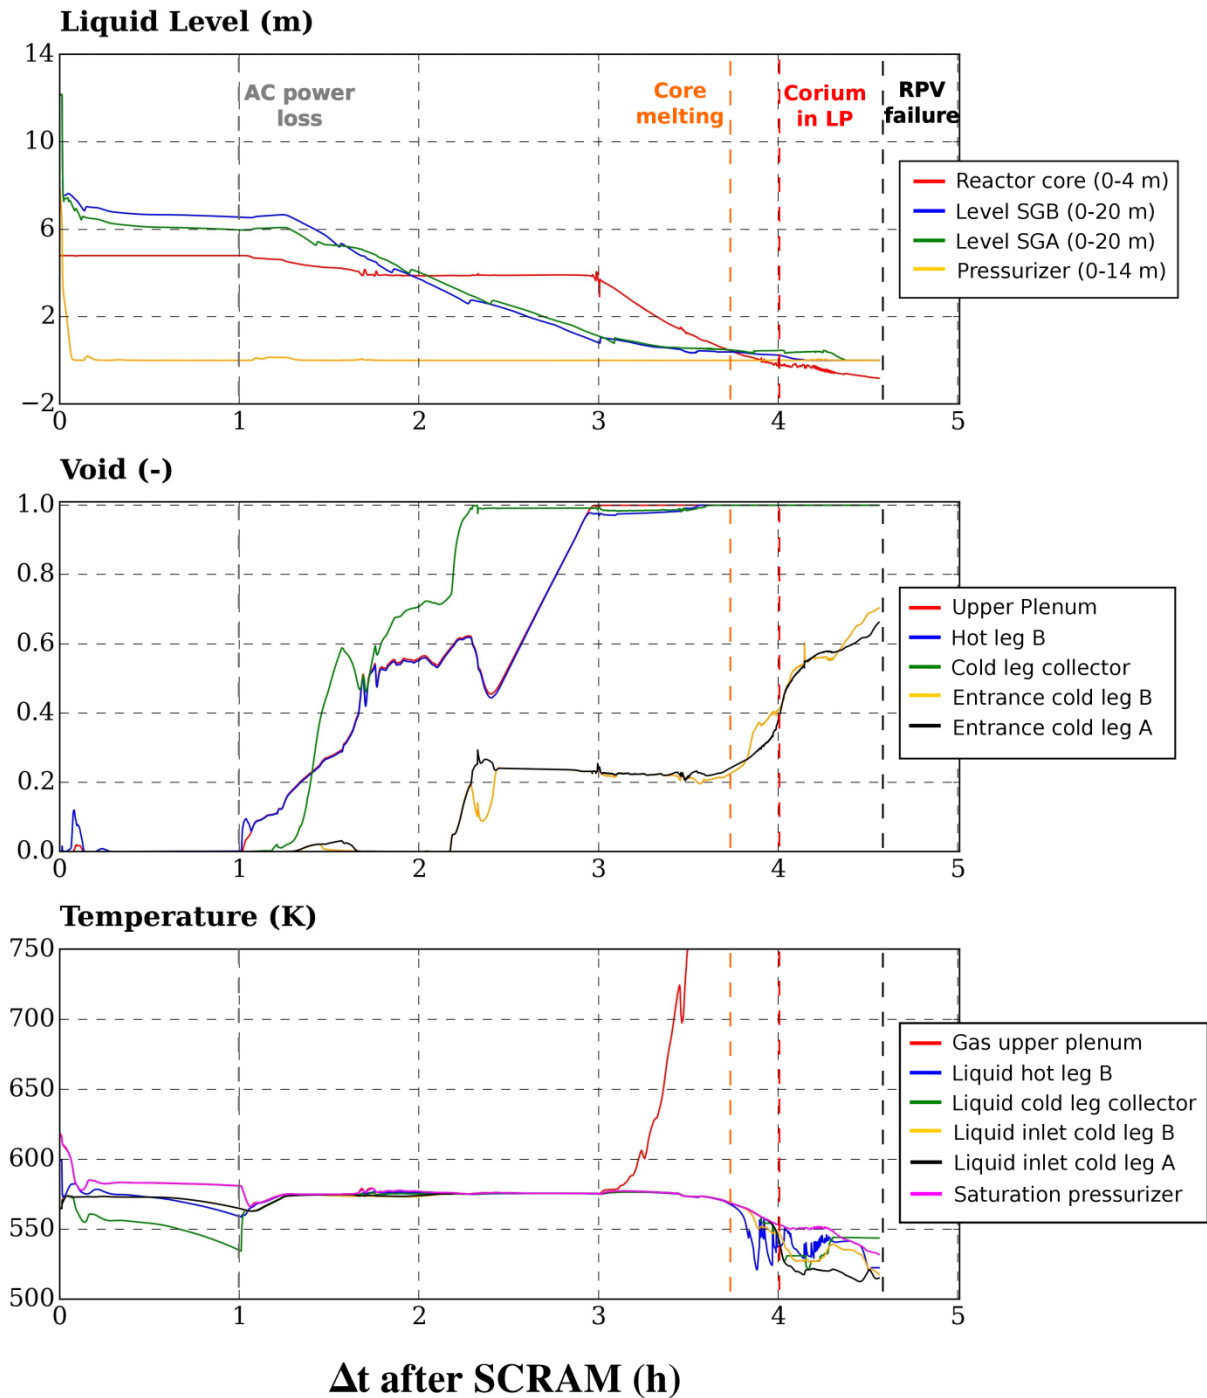 Liquid Level (m)
14
10
6
2
−2
AC power
loss
Core
melting
Corium
in LP
RPV
failure
Reactor core (0-4 m)
Level SGB (0-20 m)
Level SGA (0-20 m)
Pressurizer (0-14 m)
0 1 2 3 4 5
Void (-)
1.0
0.8
0.6
0.4
0.2
0.0
Upper Plenum
Hot leg B
Cold leg collector
Entrance cold leg B
Entrance cold leg A
0 1 2 3 4 5
Temperature (K)
750
700
650
600
550
500
Gas upper plenum
Liquid hot leg B
Liquid cold leg collector
Liquid inlet cold leg B
Liquid inlet cold leg A
Saturation pressurizer
0 1 2 3 4 5
Δt after SCRAM (h)